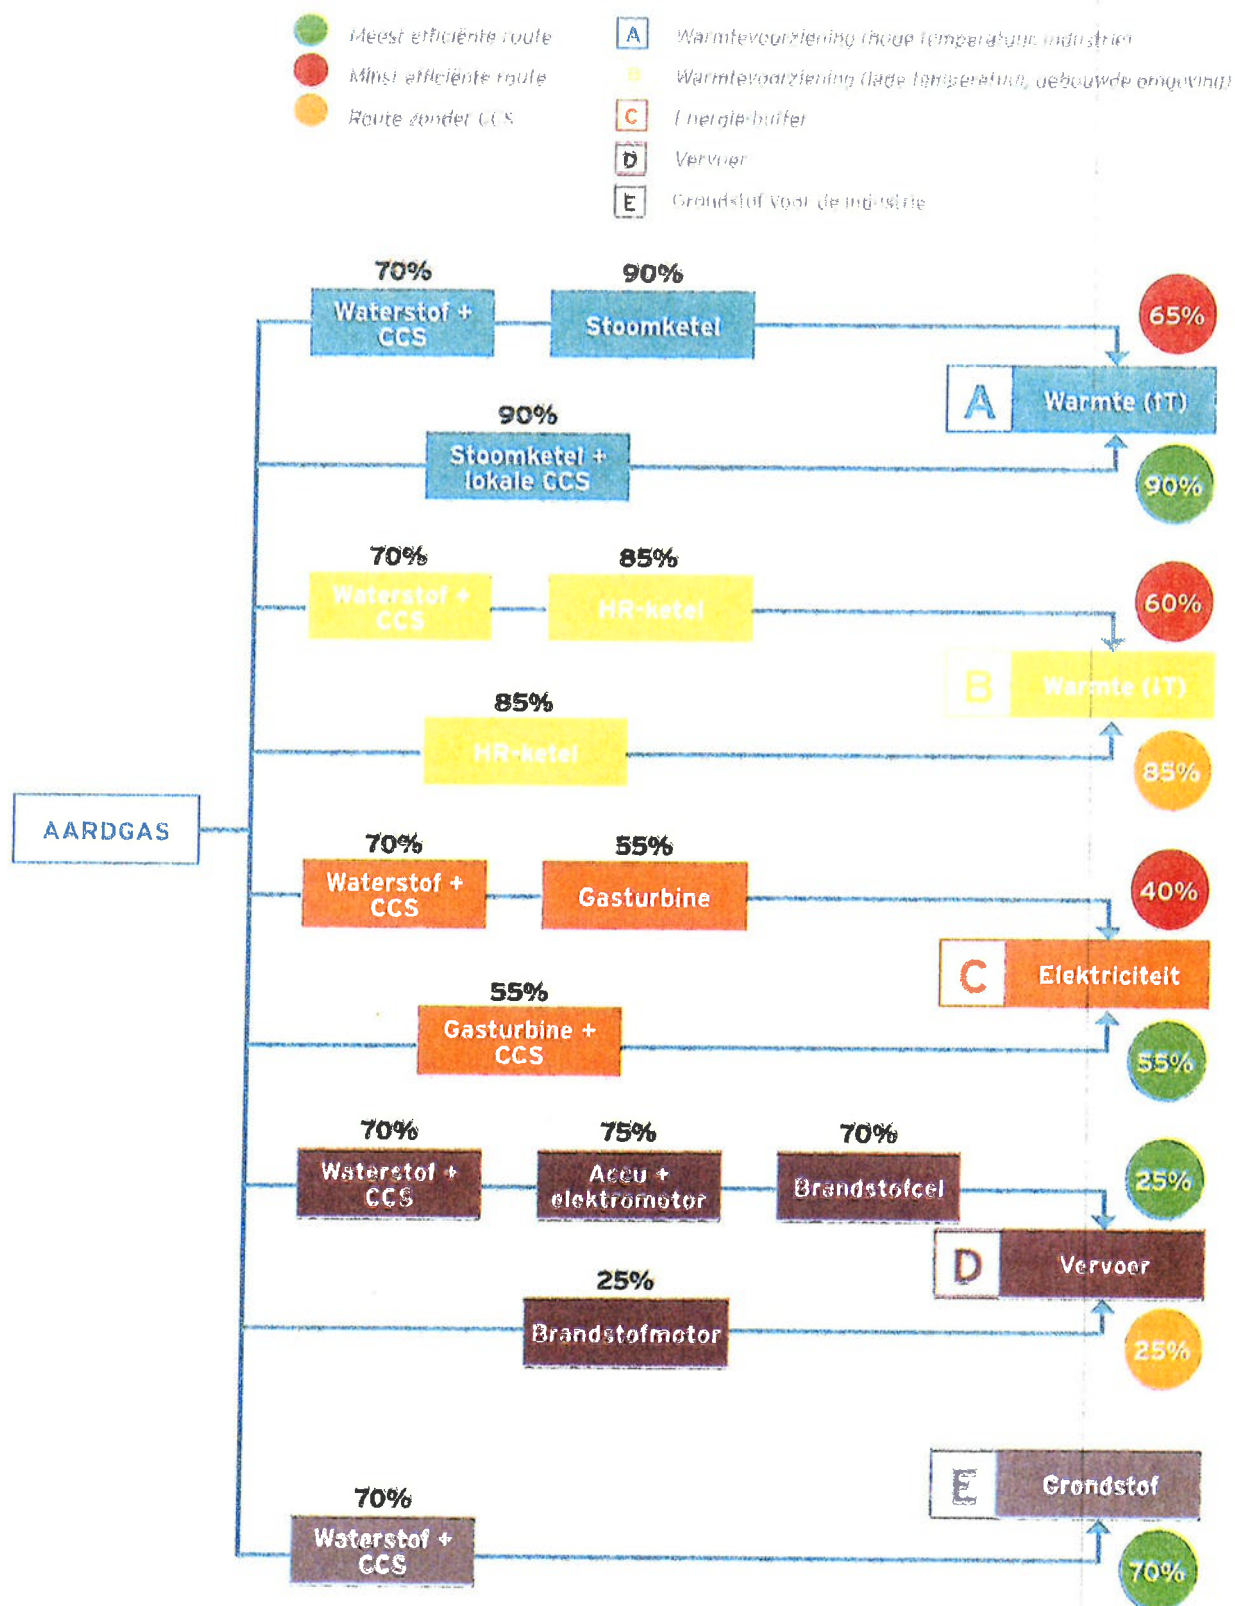 Meest efficiënte route
Minst efficiënte route
Route zonder CCS
A Warmtevoorziening (hoge temperatuur, industrie)
B Warmtevoorziening (lage temperatuur, gebouwde omgeving)
C Energie-buffer
D Vervoer
E Grondstof voor de industrie
70%
Waterstof +
CCS
90%
Stoomketel
65%
A Warmte (↑T)
90%
Stoomketel +
lokale CCS
90%
70%
Waterstof +
CCS
85%
HR-ketel
60%
B Warmte (↓T)
85%
HR-ketel
85%
AARDGAS
70%
Waterstof +
CCS
55%
Gasturbine
40%
C Elektriciteit
55%
Gasturbine +
CCS
55%
70%
Waterstof +
CCS
75%
Accu +
elektromotor
70%
Brandstofcel
25%
D Vervoer
25%
Brandstofmotor
25%
E Grondstof
70%
Waterstof +
CCS
70%